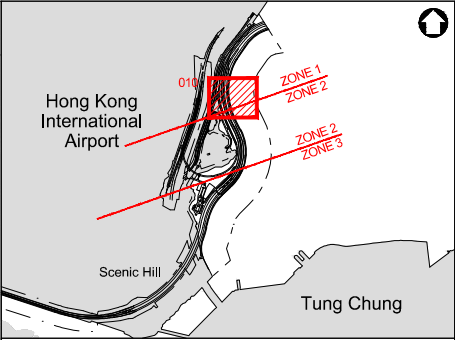 010
ZONE 1
ZONE 2
Hong Kong
International
Airport
ZONE 2
ZONE 3
Scenic Hill
Tung Chung